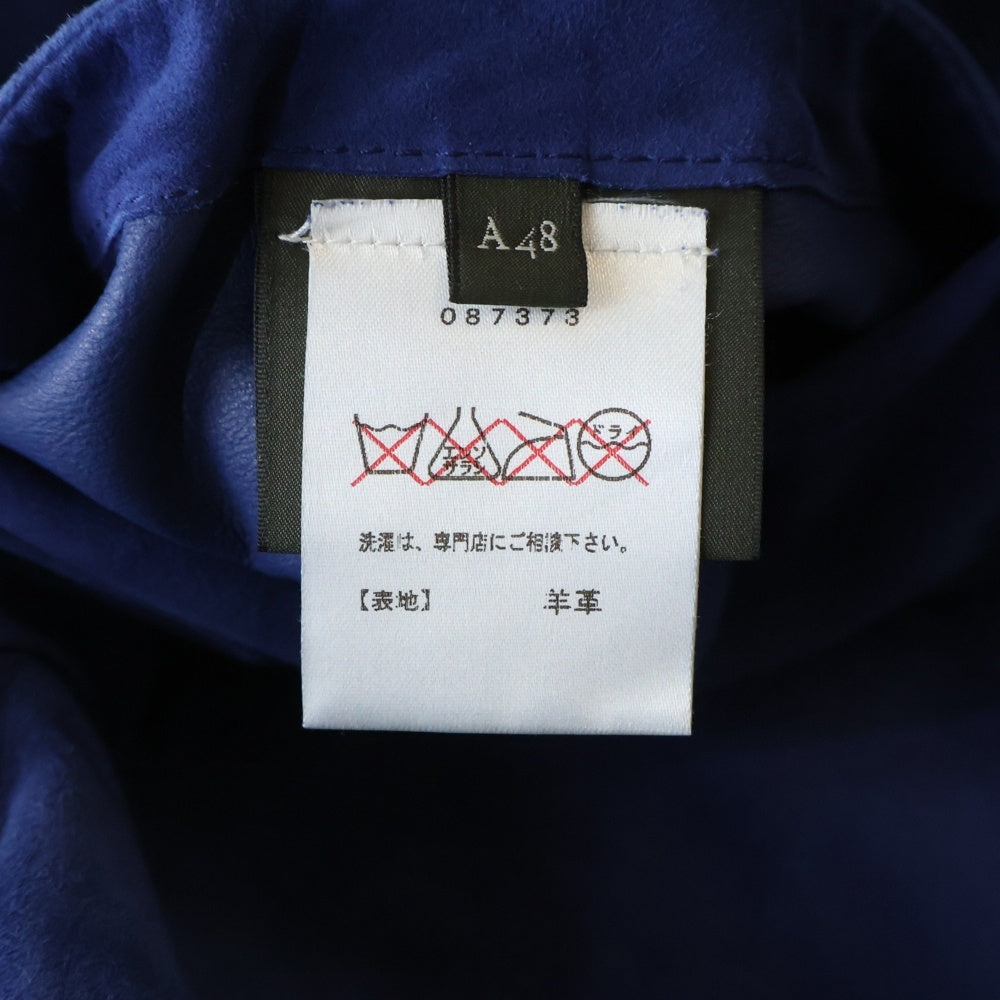 A 48
087373
エンソ
サラシ
ドライ
洗濯は、専門店にご相談下さい。
【表地】 羊革